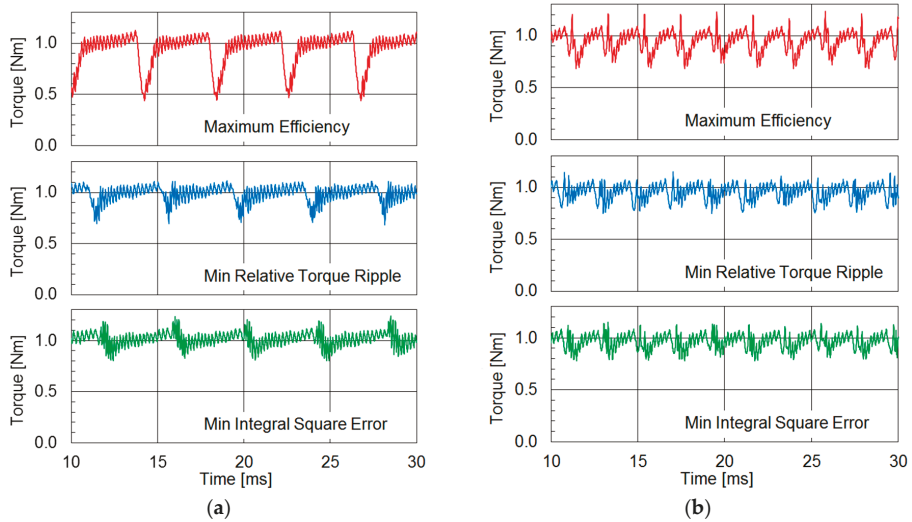 Torque [Nm]
1.0
0.5
0.0
Maximum Efficiency
Torque [Nm]
1.0
0.5
0.0
Min Relative Torque Ripple
Torque [Nm]
1.0
0.5
0.0
Min Integral Square Error
10 15 20 25 30
Time [ms]
(a)
Torque [Nm]
1.0
0.5
0.0
Maximum Efficiency
Torque [Nm]
1.0
0.5
0.0
Min Relative Torque Ripple
Torque [Nm]
1.0
0.5
0.0
Min Integral Square Error
10 15 20 25 30
Time [ms]
(b)